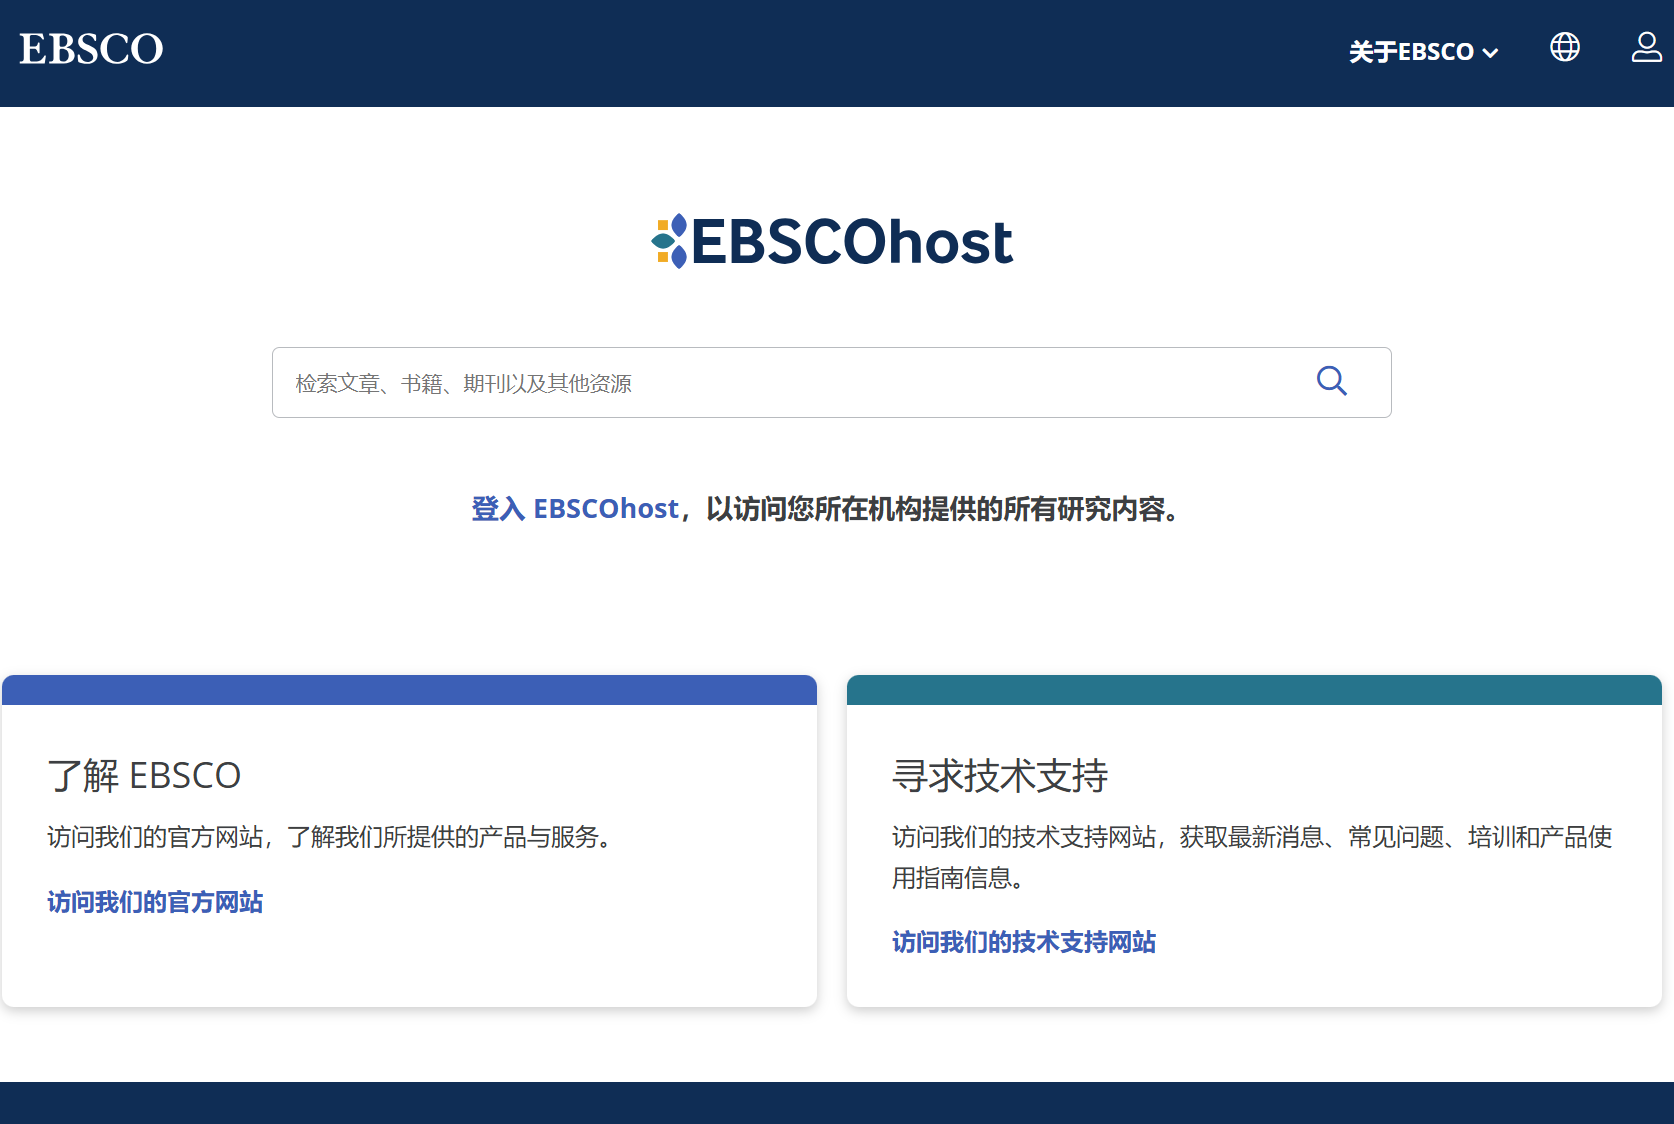 EBSCO
关于EBSCO
EBSCOhost
检索文章、书籍、期刊以及其他资源
登入 EBSCOhost，以访问您所在机构提供的所有研究内容。
了解 EBSCO
访问我们的官方网站，了解我们所提供的产品与服务。
访问我们的官方网站
寻求技术支持
访问我们的技术支持网站，获取最新消息、常见问题、培训和产品使
用指南信息。
访问我们的技术支持网站